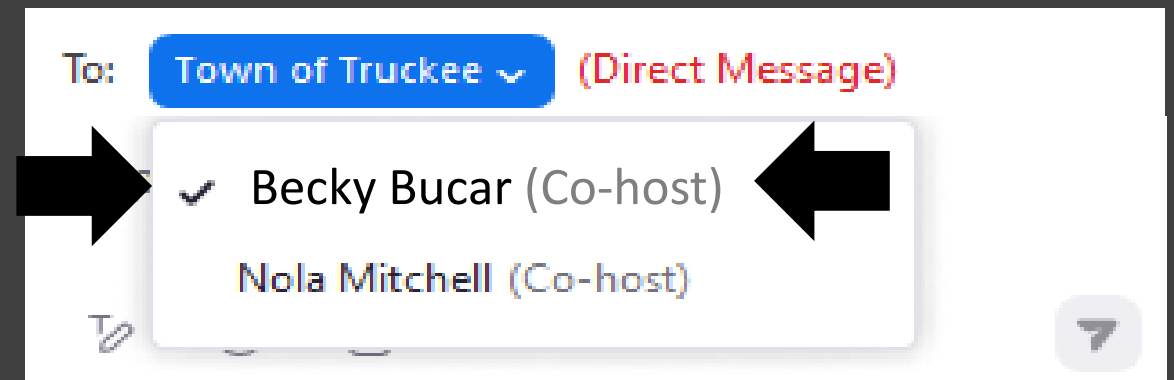 To: Town of Truckee (Direct Message)
Becky Bucar (Co-host)
Nola Mitchell (Co-host)